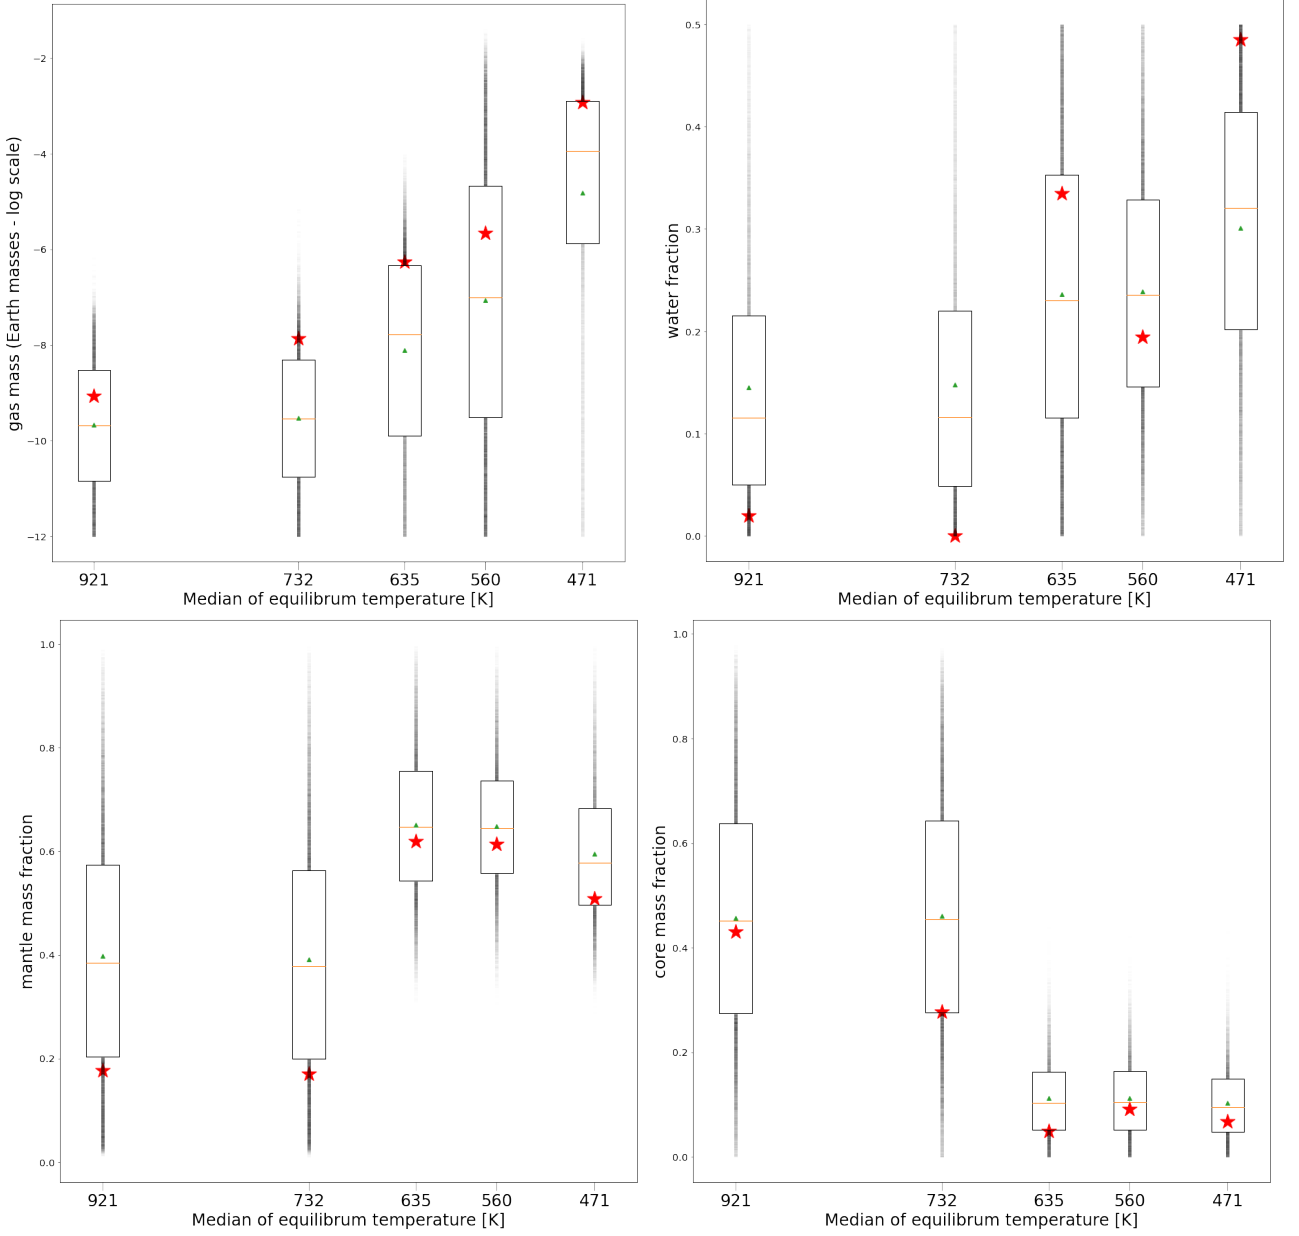 gas mass (Earth masses - log scale)
−2
−4
−6
−8
−10
−12
921 732 635 560 471
Median of equilibrum temperature [K]
water fraction
0.5
0.4
0.3
0.2
0.1
0.0
921 732 635 560 471
Median of equilibrum temperature [K]
mantle mass fraction
1.0
0.8
0.6
0.4
0.2
0.0
921 732 635 560 471
Median of equilibrum temperature [K]
core mass fraction
1.0
0.8
0.6
0.4
0.2
0.0
921 732 635 560 471
Median of equilibrum temperature [K]